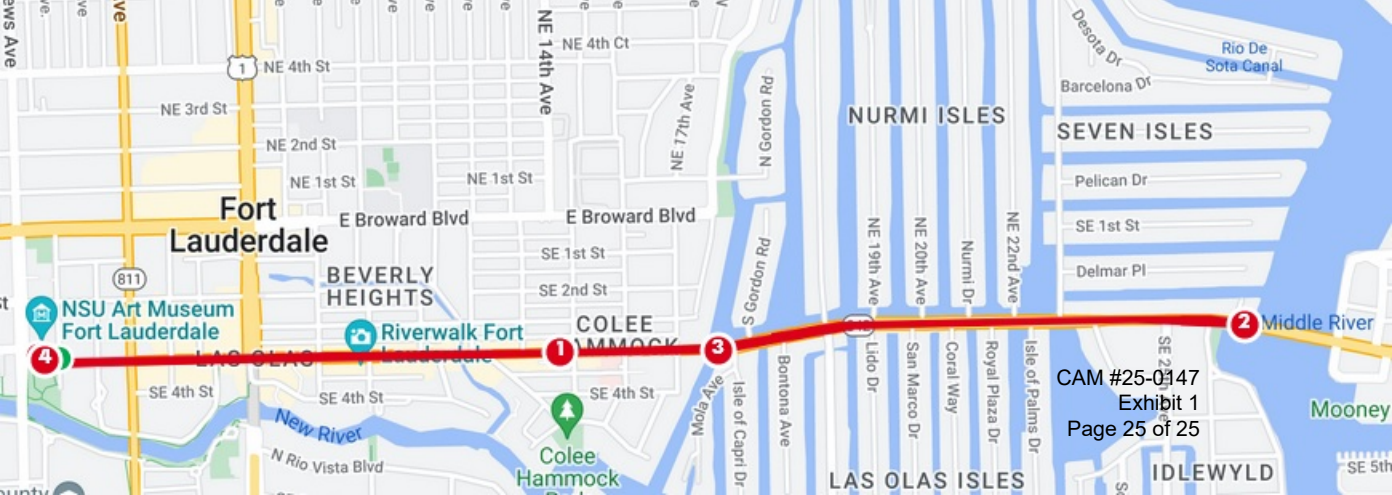 ews Ave
NE 14th Ave
NE 4th Ct
Desota Dr
Rio De
Sota Canal
1
NE 4th St
Barcelona Dr
NE 3rd St
NE 17th Ave
N Gordon Rd
NURMI ISLES
SEVEN ISLES
NE 2nd St
NE 1st St
NE 1st St
Pelican Dr
Fort
Lauderdale
E Broward Blvd
E Broward Blvd
NE 19th Ave
NE 20th Ave
Nurmi Dr
NE 22nd Ave
SE 1st St
SE 1st St
S Gordon Rd
811
BEVERLY
HEIGHTS
SE 2nd St
Delmar Pl
NSU Art Museum
Fort Lauderdale
Riverwalk Fort
Lauderdale
COLEE
HAMMOCK
2
Middle River
4
LAS OLAS
1
3
SE 4th St
SE 4th St
SE 4th St
Mola Ave
Isle of Capri Dr
Bontona Ave
Lido Dr
San Marco Dr
Coral Way
Royal Plaza Dr
Isle of Palms Dr
CAM #25-0147
Exhibit 1
Page 25 of 25
Mooney
New River
N Rio Vista Blvd
Colee
Hammock
LAS OLAS ISLES
IDLEWYLD
SE 5th
ounty